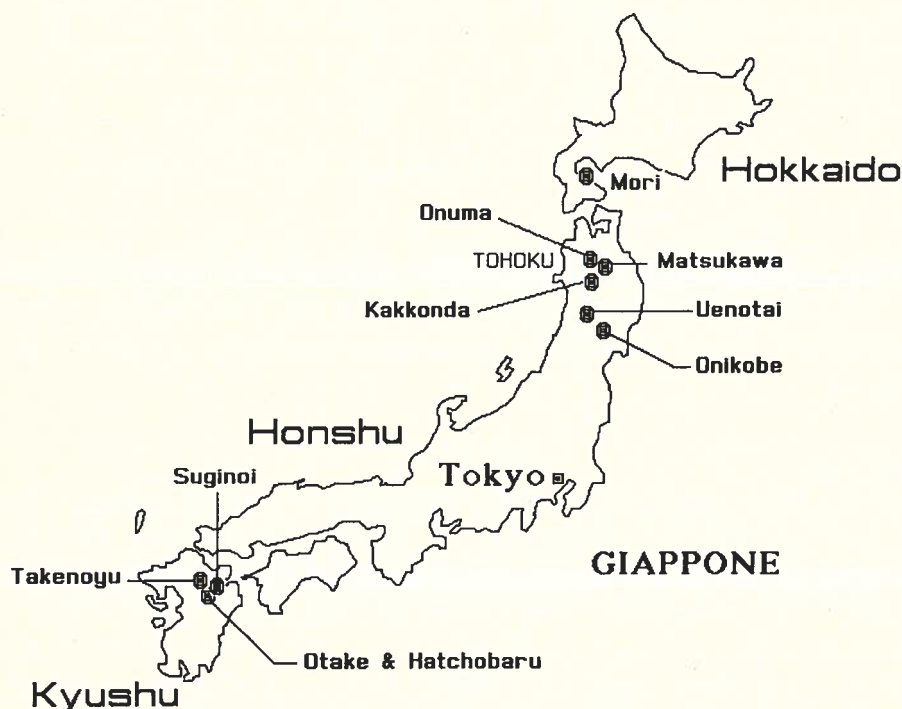 Hokkaido
Mori
Onuma
TOHOKU
Matsukawa
Kakkonda
Uenotai
Onikobe
Honshu
Suginoi
Tokyo
GIAPPONE
Takenoyu
Otake & Hatchobaru
Kyushu